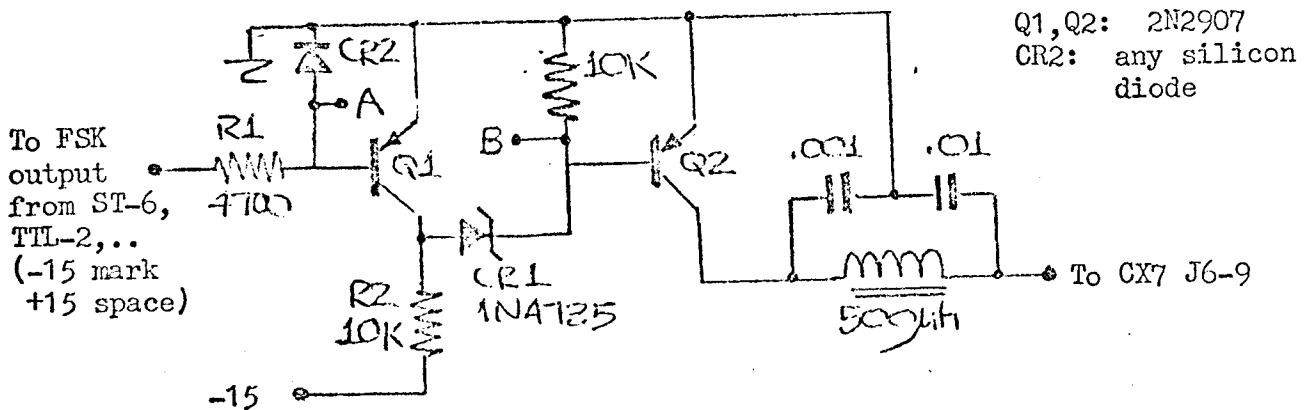 Q1,Q2: 2N2907
CR2: any silicon
diode
CR2
10K
A
R1
4700
To FSK
output
from ST-6,
TTL-2,..
(-15 mark
+15 space)
Q1
B
Q2
.001
.01
CR1
1N4735
R2
10K
500μH
To CX7 J6-9
-15